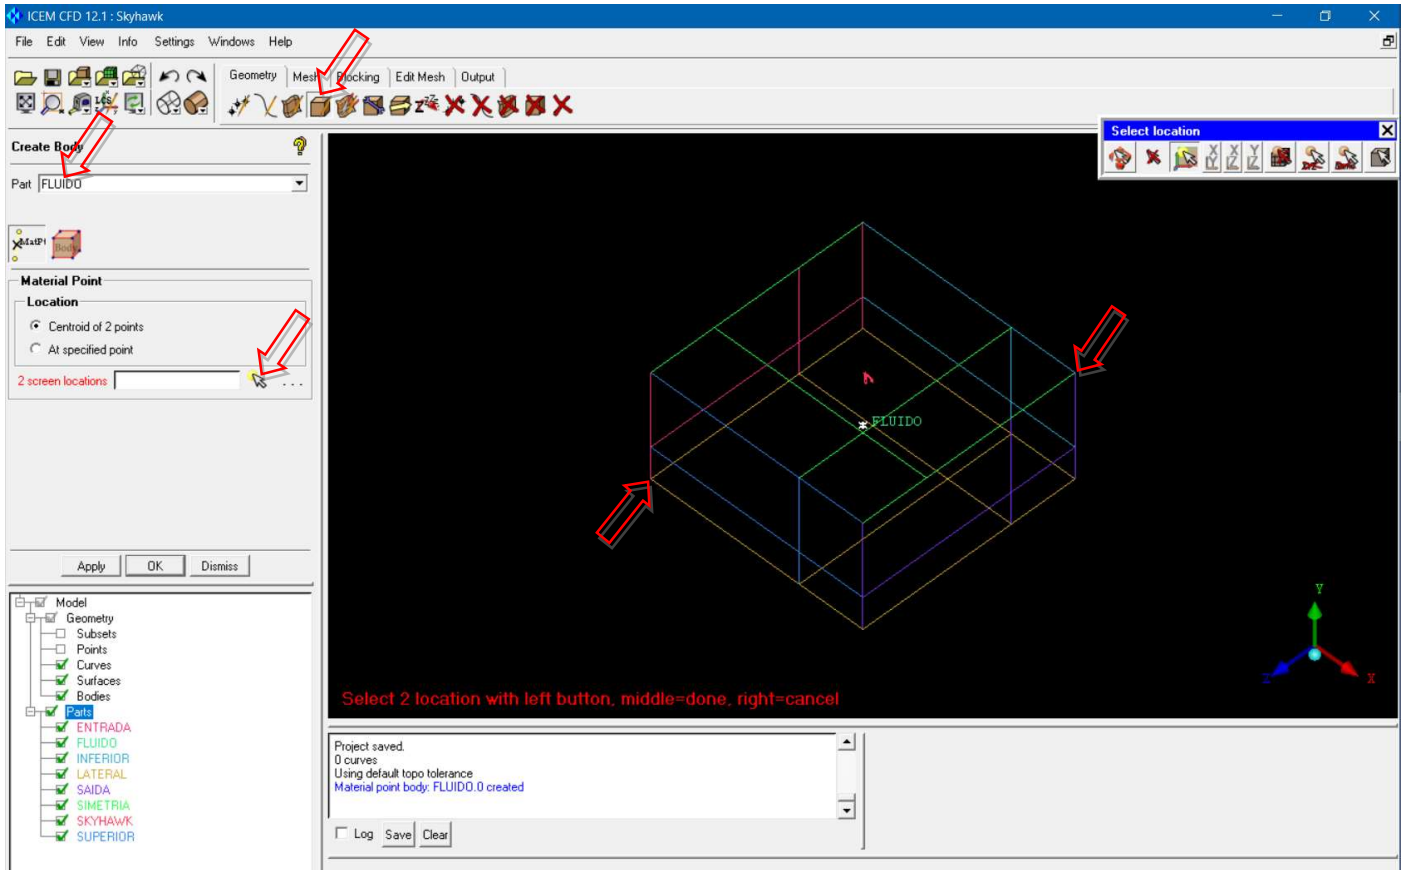 ICEM CFD 12.1 : Skyhawk
File Edit View Info Settings Windows Help
Geometry Mesh Blocking Edit Mesh Output
Select location
Create Body
Part FLUIDO
Body
Material Point
Location
Centroid of 2 points
At specified point
2 screen locations
. . .
FLUIDO
Apply OK Dismiss
Model
Geometry
Subsets
Points
Curves
Surfaces
Bodies
Parts
ENTRADA
FLUIDO
INFERIOR
LATERAL
SAIDA
SIMETRIA
SKYHAWK
SUPERIOR
Y
Z X
Select 2 location with left button, middle=done, right=cancel
Project saved.
0 curves
Using default topo tolerance
Material point body: FLUIDO.0 created
Log Save Clear